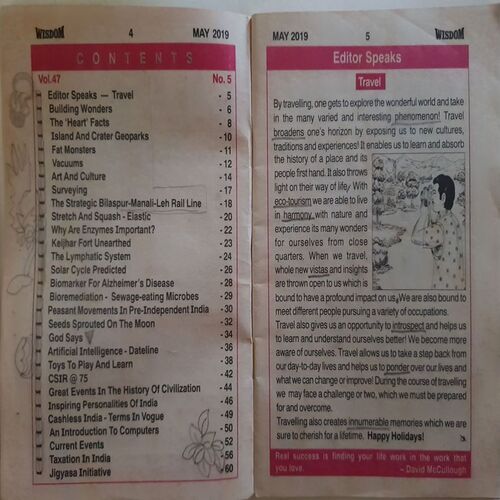 WISDOM 4 MAY 2019
CONTENTS
Vol.47 No. 5
Editor Speaks — Travel - 5
Building Wonders - 6
The 'Heart' Facts - 8
Island And Crater Geoparks - 10
Fat Monsters - 11
Vacuums - 12
Art And Culture - 14
Surveying - 17
The Strategic Bilaspur-Manali-Leh Rail Line - 18
Stretch And Squash - Elastic - 20
Why Are Enzymes Important? - 22
Keljhar Fort Unearthed - 23
The Lymphatic System - 24
Solar Cycle Predicted - 26
Biomarker For Alzheimer's Disease - 28
Bioremediation - Sewage-eating Microbes - 29
Peasant Movements In Pre-Independent India - 30
Seeds Sprouted On The Moon - 32
God Says - 34
Artificial Intelligence - Dateline - 36
Toys To Play And Learn - 38
CSIR @ 75 - 42
Great Events In The History Of Civilization - 44
Inspiring Personalities Of India - 46
Cashless India - Terms In Vogue - 49
An Introduction To Computers - 50
Current Events - 52
Taxation In India - 56
Jigyasa Initiative - 60
MAY 2019 5 WISDOM
Editor Speaks
Travel
By travelling, one gets to explore the wonderful world and take
in the many varied and interesting phenomena! Travel
broadens one's horizon by exposing us to new cultures,
traditions and experiences! It enables us to learn and absorb
the history of a place and its
people first hand. It also throws
light on their way of life. With
eco-tourism we are able to live
in harmony with nature and
experience its many wonders
for ourselves from close
quarters. When we travel,
whole new vistas and insights
are thrown open to us which is
bound to have a profound impact on us. We are also bound to
meet different people pursuing a variety of occupations.
Travel also gives us an opportunity to introspect and helps us
to learn and understand ourselves better! We become more
aware of ourselves. Travel allows us to take a step back from
our day-to-day lives and helps us to ponder over our lives and
what we can change or improve! During the course of travelling
we may face a challenge or two, which we must be prepared
for and overcome.
Travelling also creates innumerable memories which we are
sure to cherish for a lifetime. Happy Holidays!
Real success is finding your life work in the work that
you love.
– David McCullough